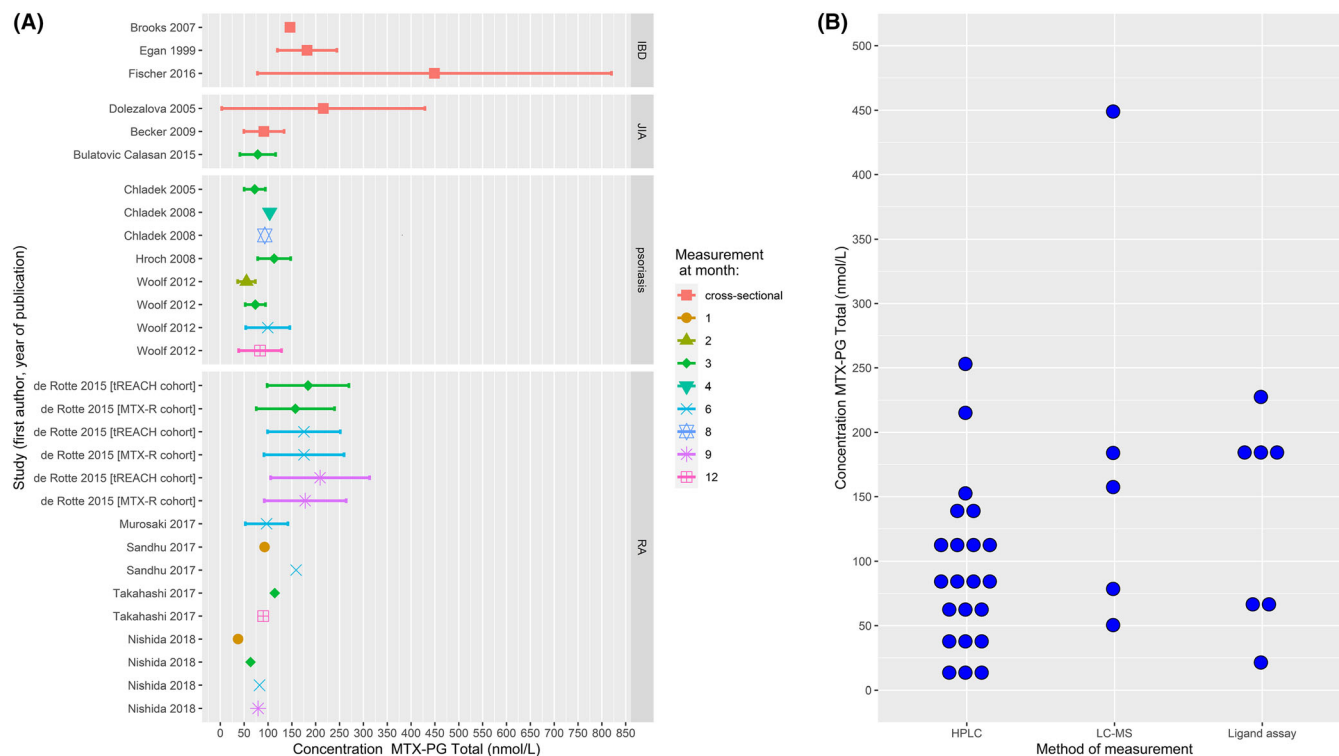 (A)
Study (first author, year of publication)
Brooks 2007
Egan 1999
Fischer 2016
IBD
Dolezalova 2005
Becker 2009
Bulatovic Calasan 2015
JIA
Chladek 2005
Chladek 2008
Chladek 2008
Hroch 2008
Woolf 2012
Woolf 2012
Woolf 2012
Woolf 2012
psoriasis
de Rotte 2015 [tREACH cohort]
de Rotte 2015 [MTX-R cohort]
de Rotte 2015 [tREACH cohort]
de Rotte 2015 [MTX-R cohort]
de Rotte 2015 [tREACH cohort]
de Rotte 2015 [MTX-R cohort]
Murosaki 2017
Sandhu 2017
Sandhu 2017
Takahashi 2017
Takahashi 2017
Nishida 2018
Nishida 2018
Nishida 2018
Nishida 2018
RA
0 50 100 150 200 250 300 350 400 450 500 550 600 650 700 750 800 850
Concentration MTX-PG Total (nmol/L)
Measurement
at month:
cross-sectional
1
2
3
4
6
8
9
12
(B)
Concentration MTX-PG Total (nmol/L)
500
450
400
350
300
250
200
150
100
50
0
HPLC LC-MS Ligand assay
Method of measurement